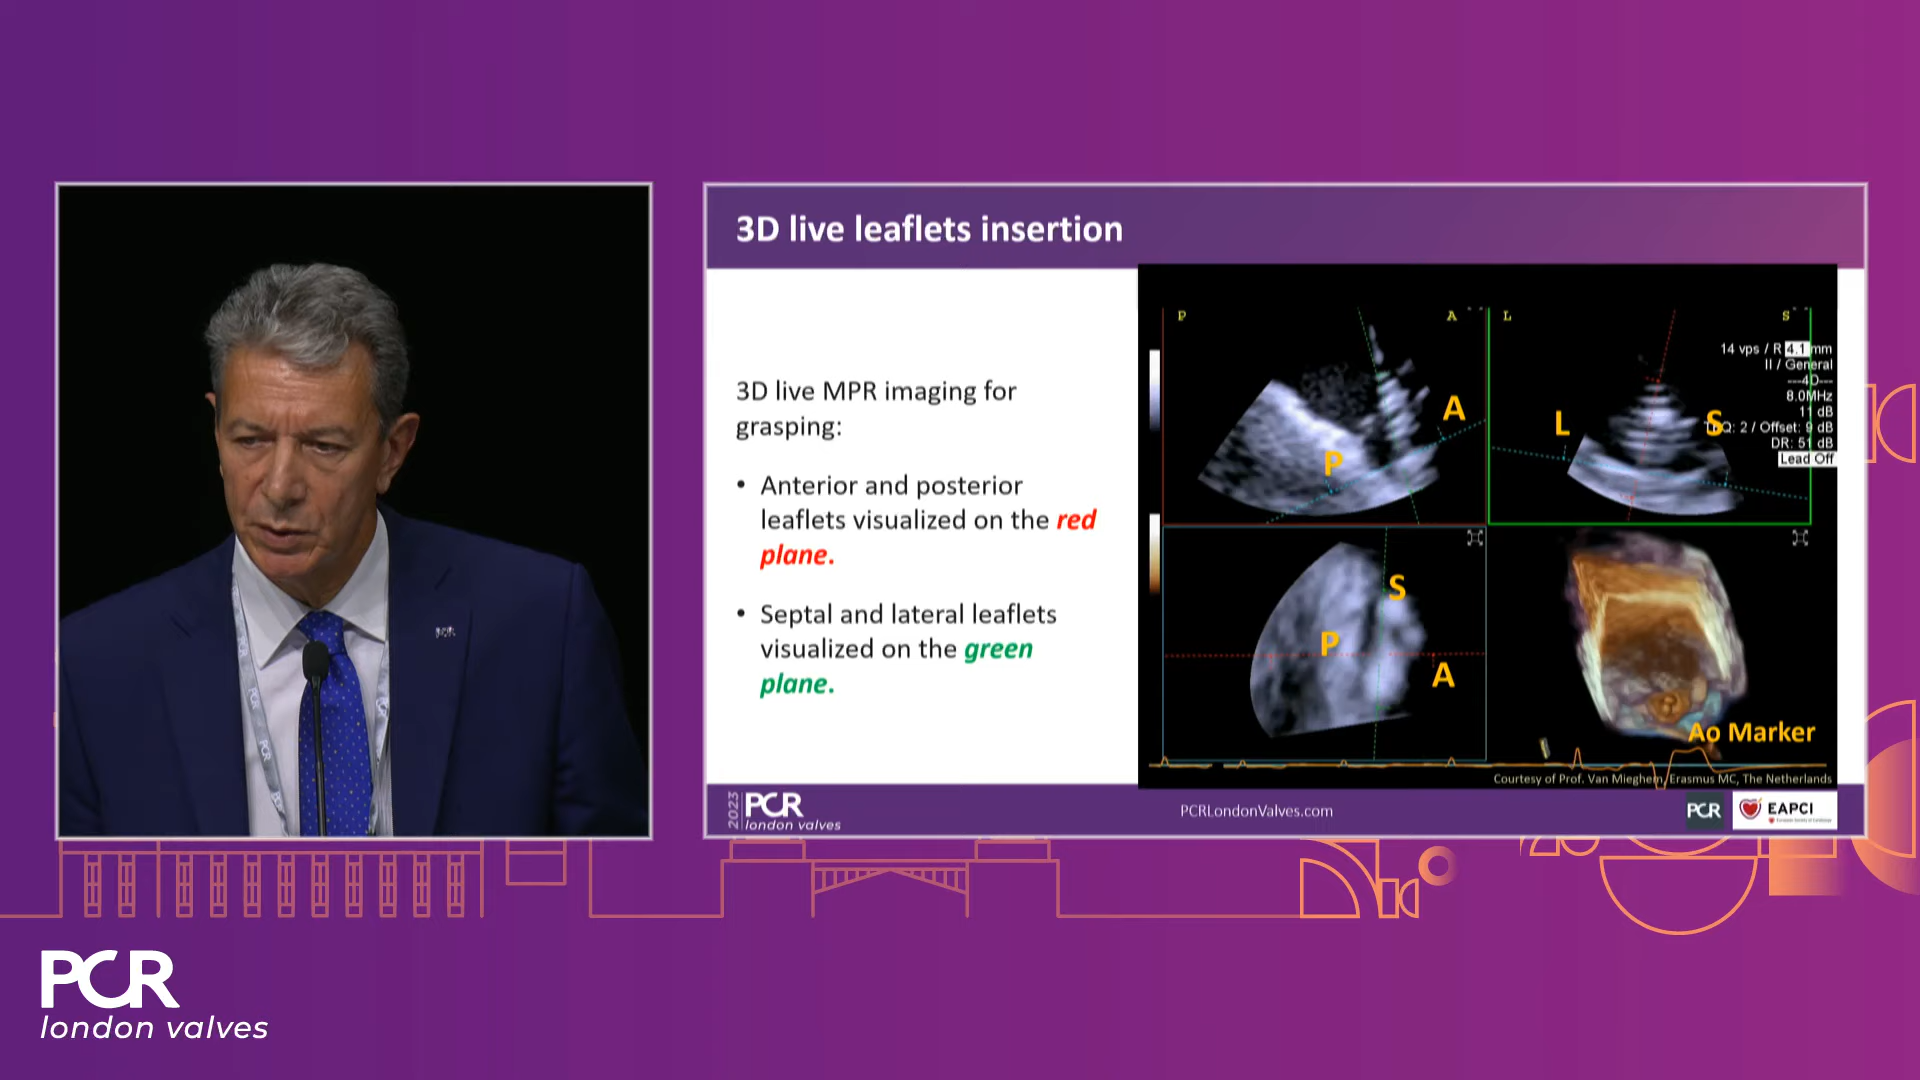 3D live leaflets insertion
3D live MPR imaging for
grasping:
• Anterior and posterior
leaflets visualized on the red
plane.
• Septal and lateral leaflets
visualized on the green
plane.
P
A
L
S
14 vps / R 4.1 mm
II / General
---4D---
8.0MHz
11 dB
2 / Offset: 9 dB
DR: 51 dB
Lead Off
A
P
L
S
S
P
A
Ao Marker
Courtesy of Prof. Van Mieghem, Erasmus MC, The Netherlands
2023
PCR
london valves
PCRLondonValves.com
PCR
EAPCI
PCR
london valves